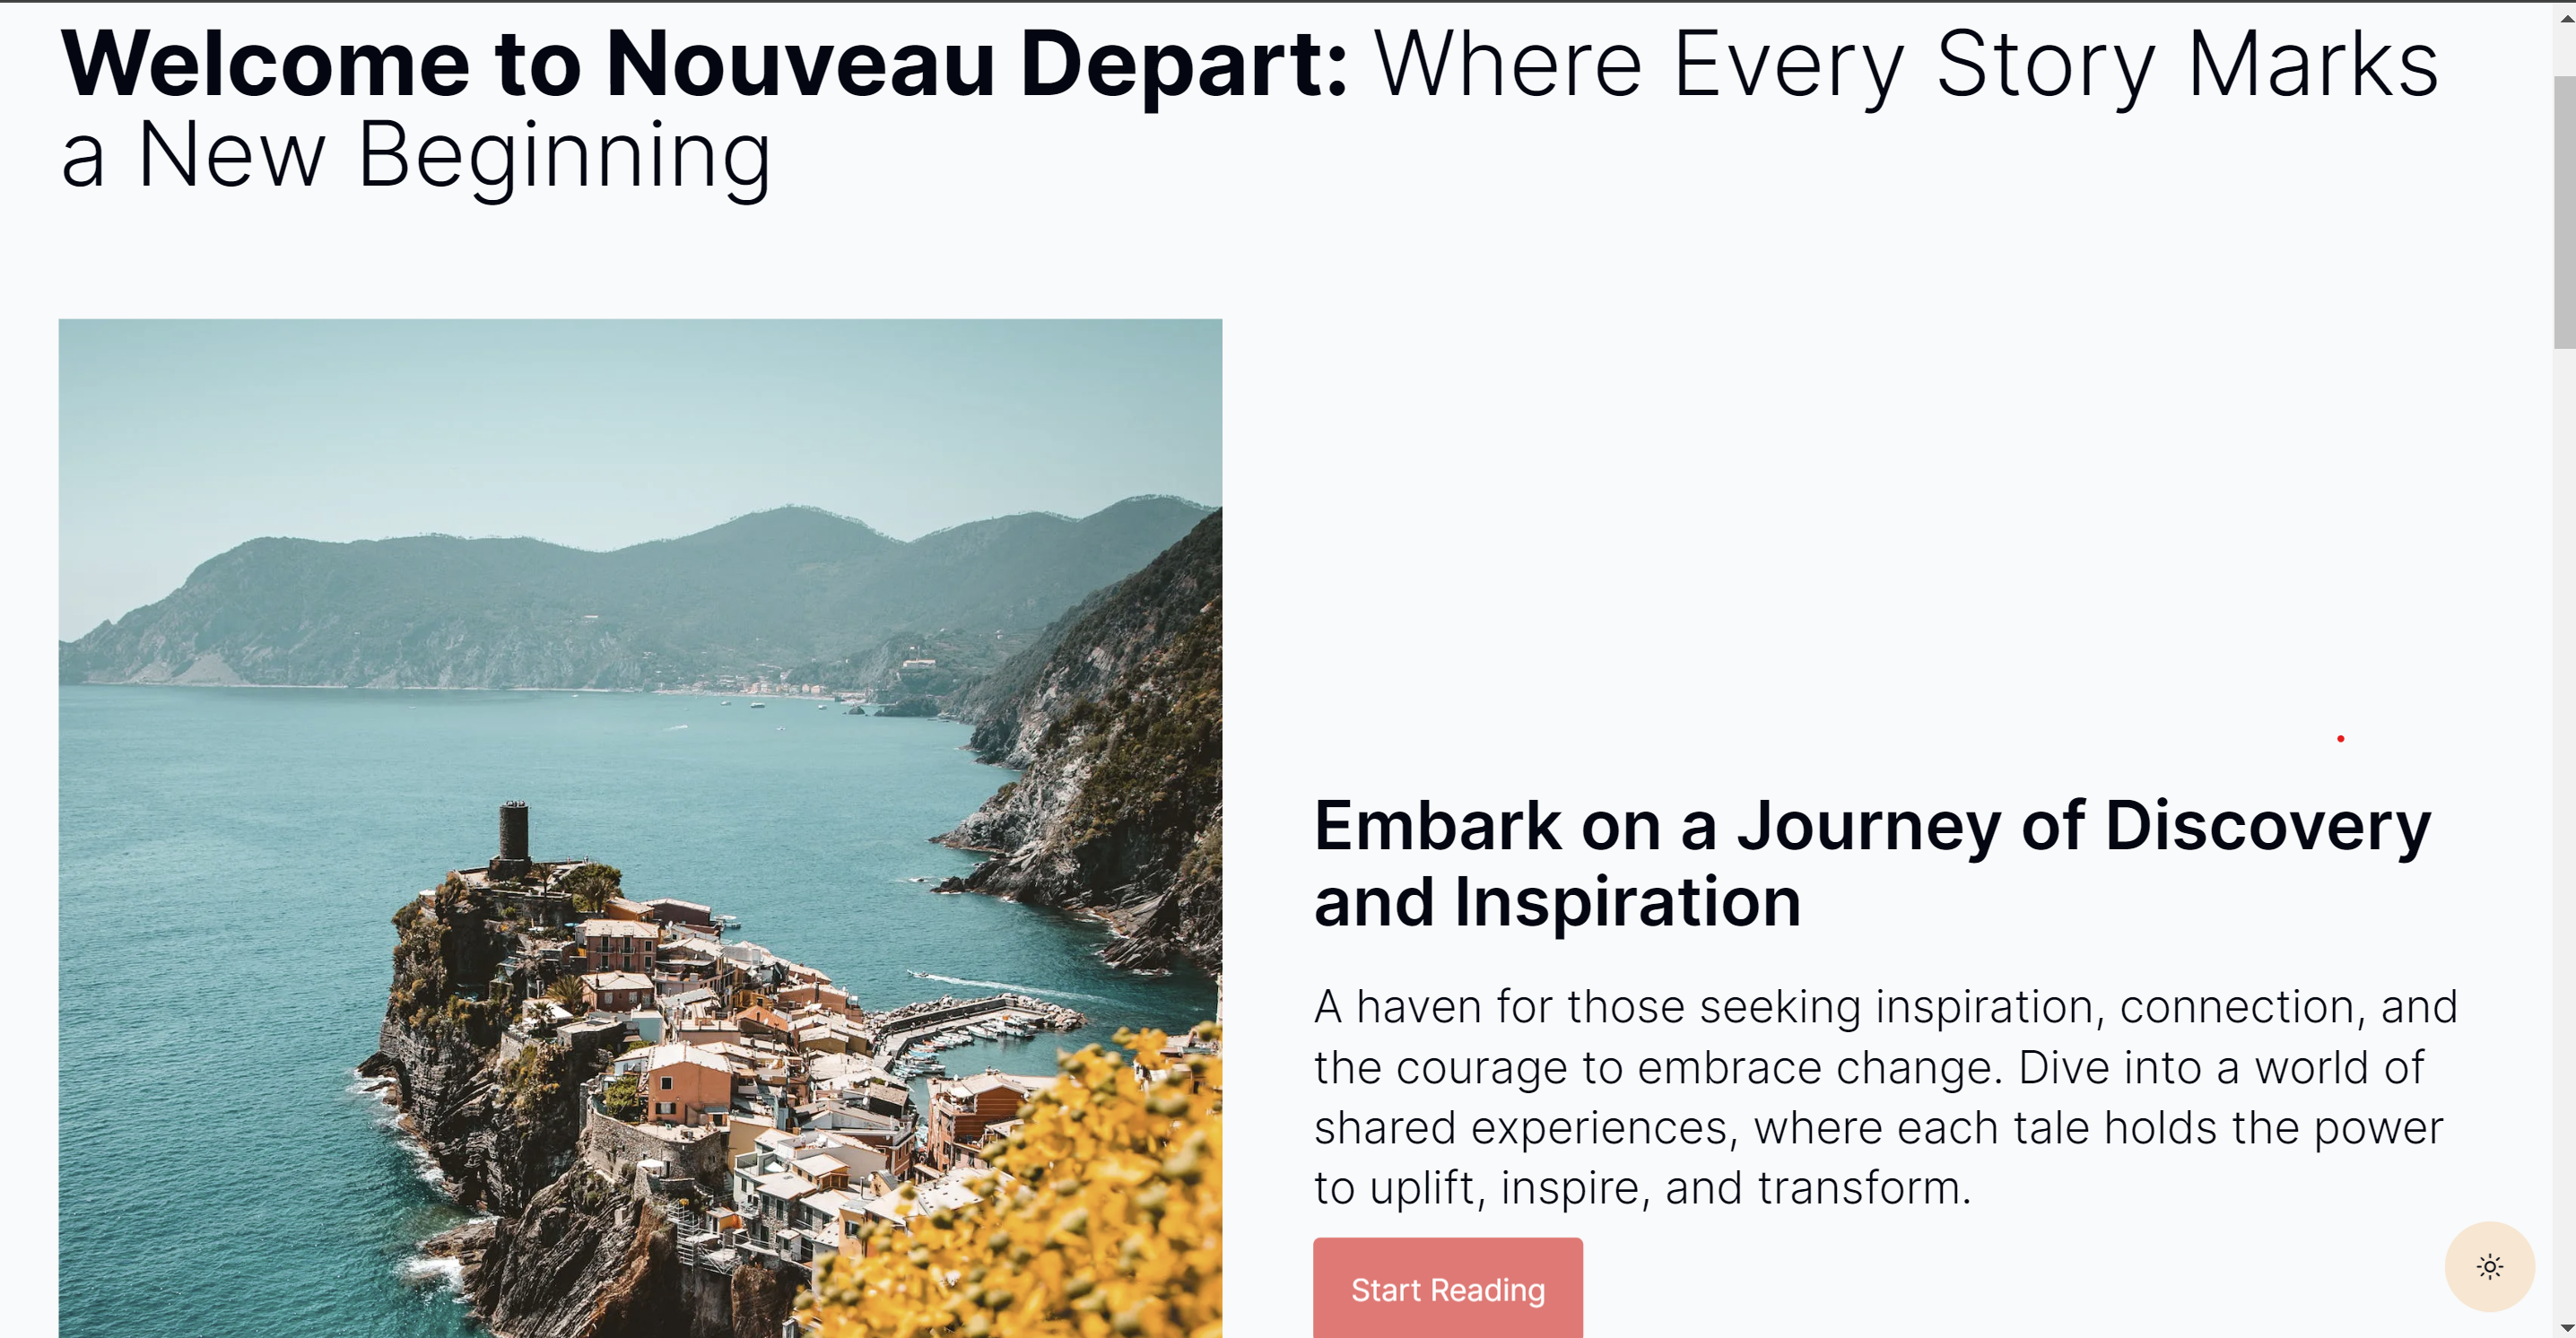 Welcome to Nouveau Depart: Where Every Story Marks
a New Beginning
Embark on a Journey of Discovery
and Inspiration
A haven for those seeking inspiration, connection, and
the courage to embrace change. Dive into a world of
shared experiences, where each tale holds the power
to uplift, inspire, and transform.
Start Reading